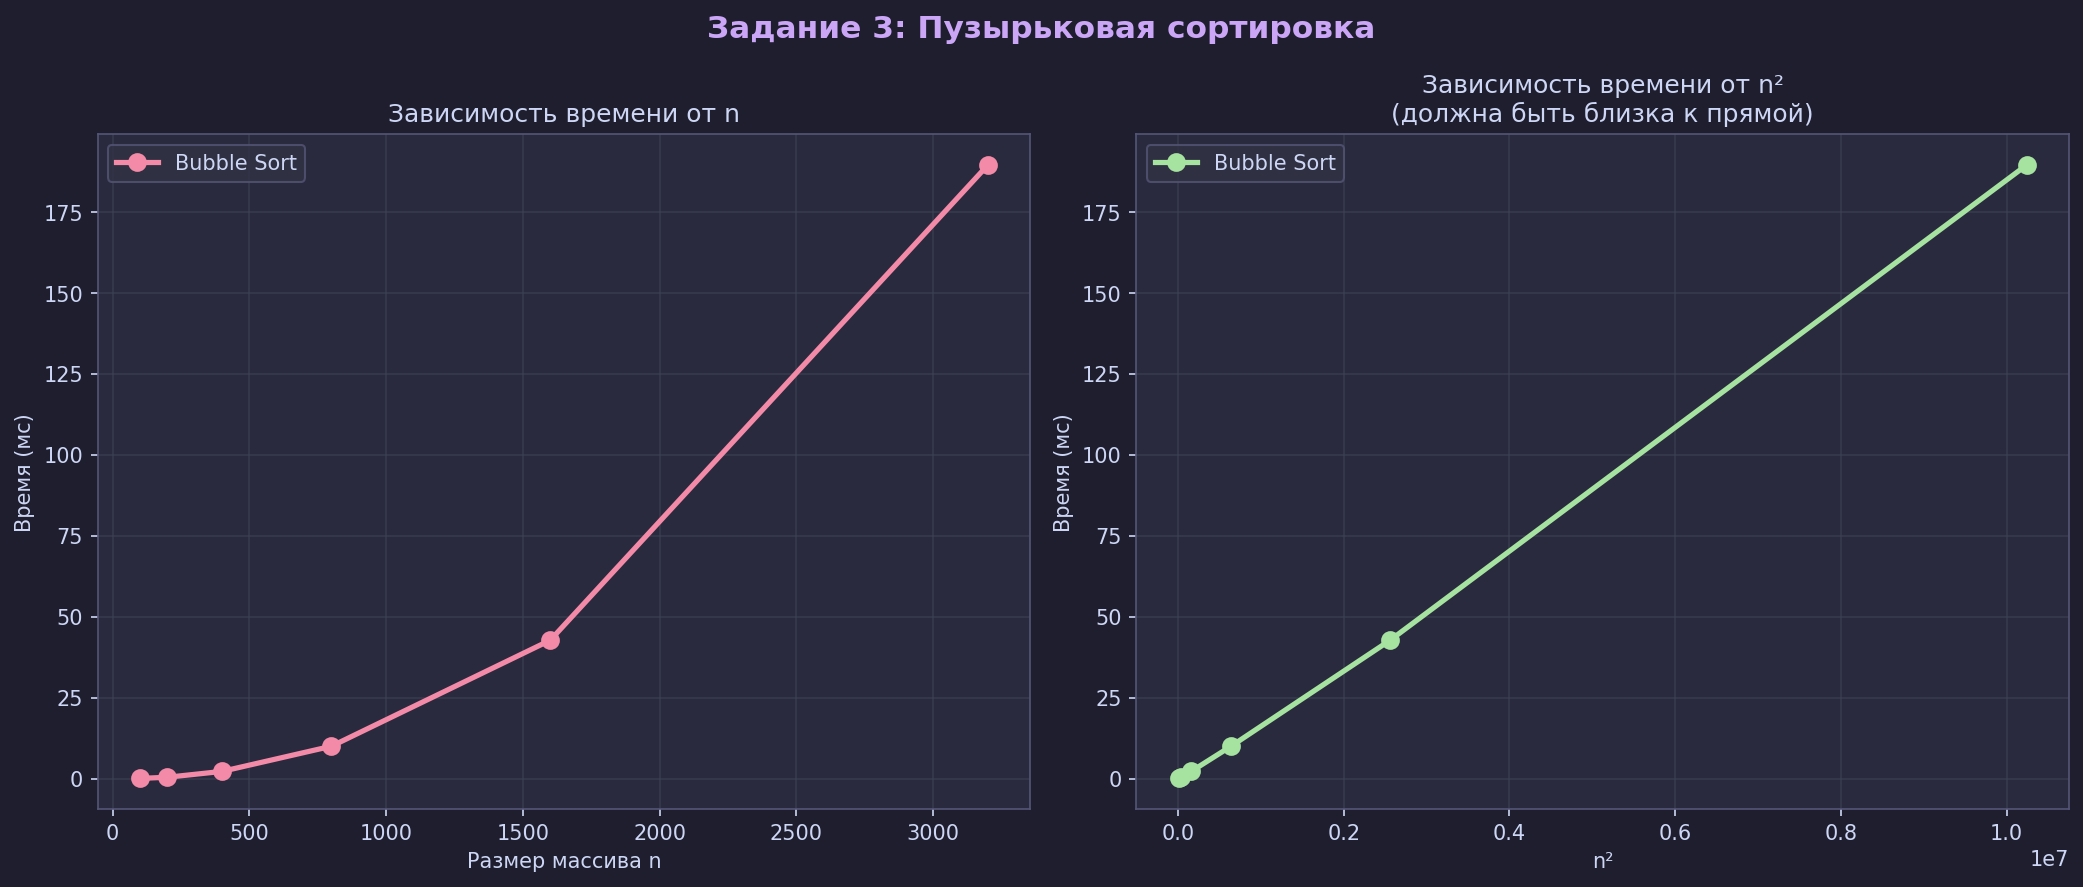 Задание 3: Пузырьковая сортировка
Зависимость времени от n
Bubble Sort
175
150
125
100
75
50
25
0
Время (мс)
0 500 1000 1500 2000 2500 3000
Размер массива n
Зависимость времени от n²
(должна быть близка к прямой)
Bubble Sort
175
150
125
100
75
50
25
0
Время (мс)
0.0 0.2 0.4 0.6 0.8 1.0
1e7
n²